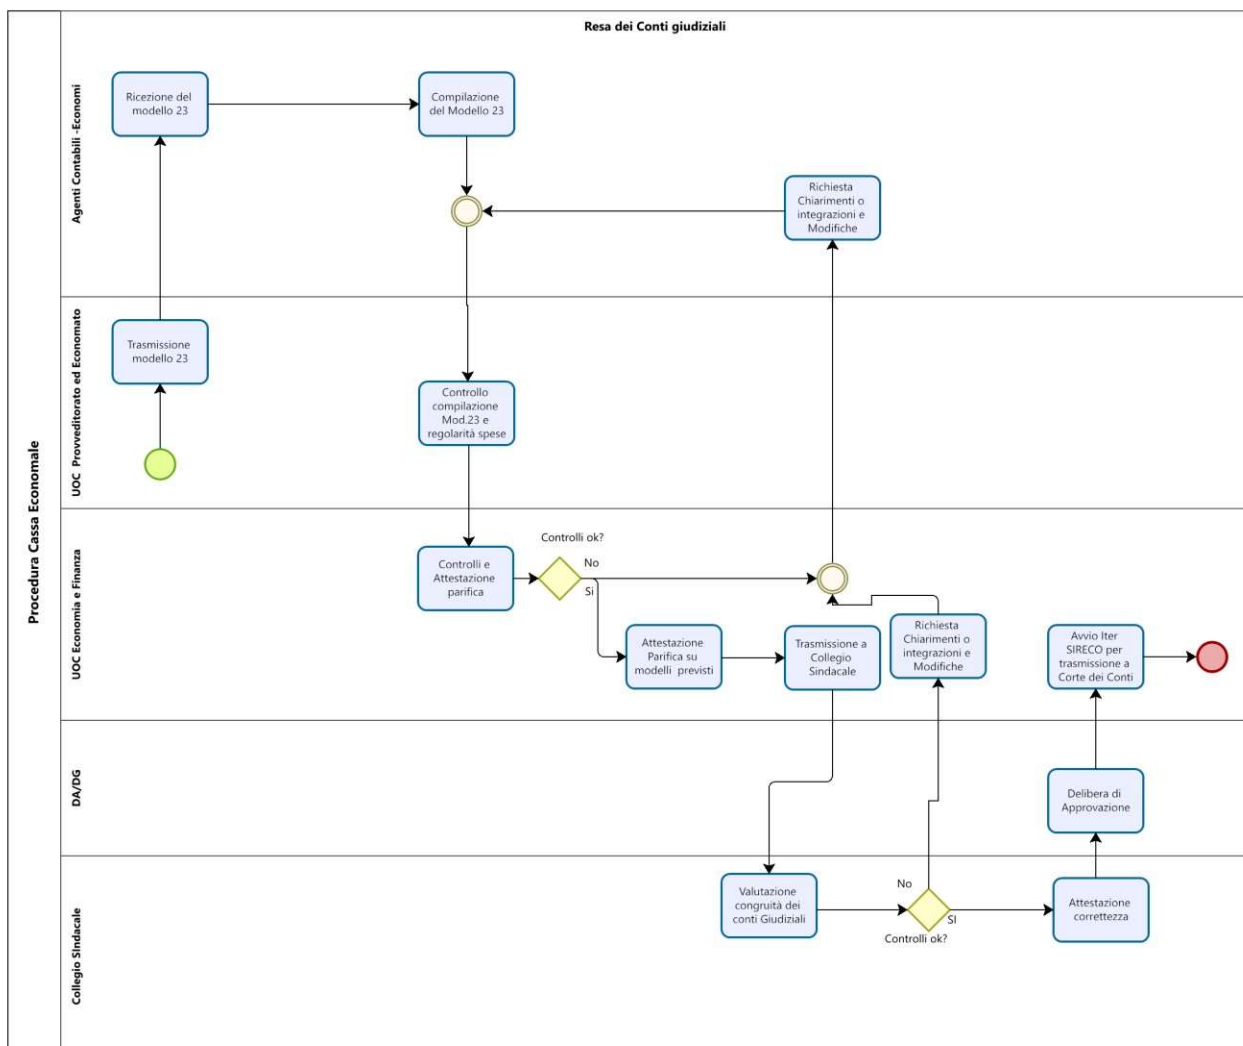 Resa dei Conti giudiziali
Procedura Cassa Economale
Agenti Contabili -Economi
Ricezione del
modello 23
Compilazione
del Modello 23
Richiesta
Chiarimenti o
integrazioni e
Modifiche
UOC  Provveditorato ed Economato
Trasmissione
modello 23
Controllo
compilazione
Mod.23 e
regolarità spese
UOC Economia e Finanza
Controlli e
Attestazione
parifica
Controlli ok?
No
Si
Attestazione
Parifica su
modelli  previsti
Trasmissione a
Collegio
Sindacale
Richiesta
Chiarimenti o
integrazioni e
Modifiche
Avvio Iter
SIRECO per
trasmissione a
Corte dei Conti
DA/DG
Delibera di
Approvazione
Collegio SIndacale
Valutazione
congruità dei
conti Giudiziali
No
SI
Controlli ok?
Attestazione
correttezza